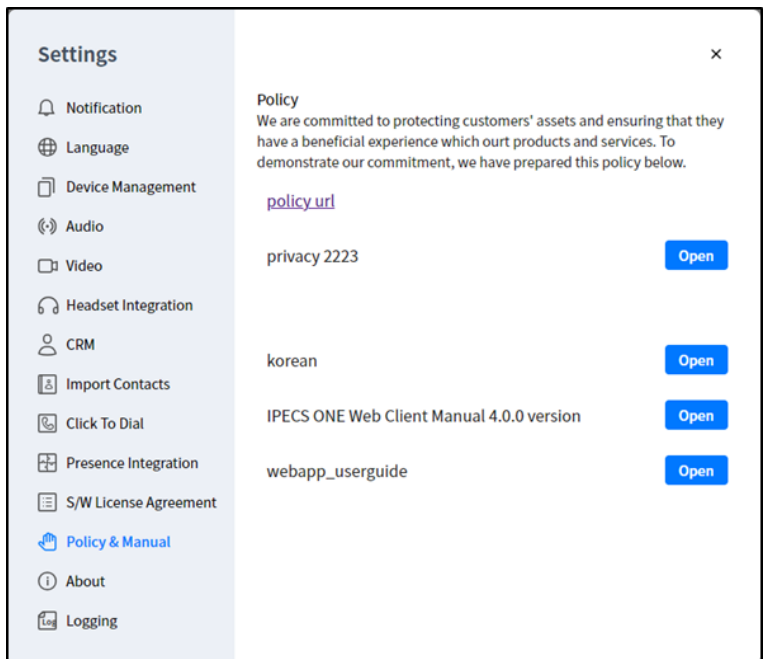 Settings
×
Notification
Language
Device Management
Audio
Video
Headset Integration
CRM
Import Contacts
Click To Dial
Presence Integration
S/W License Agreement
Policy & Manual
About
Log
Logging
Policy
We are committed to protecting customers' assets and ensuring that they
have a beneficial experience which ourt products and services. To
demonstrate our commitment, we have prepared this policy below.
policy url
privacy 2223
Open
korean
Open
IPECS ONE Web Client Manual 4.0.0 version
Open
webapp_userguide
Open